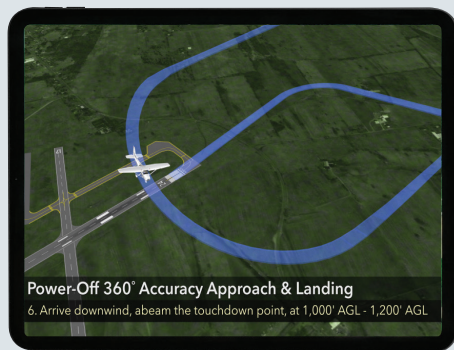 Power-Off 360° Accuracy Approach & Landing
6. Arrive downwind, abeam the touchdown point, at 1,000' AGL - 1,200' AGL